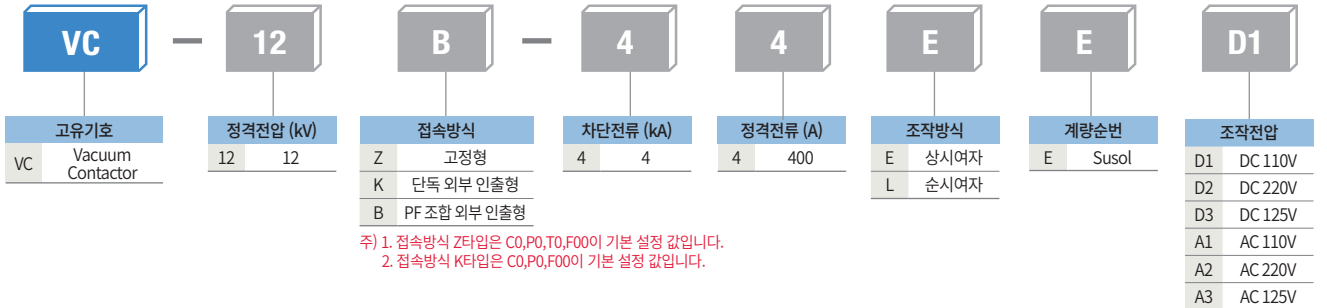 VC - 12 B - 4 4 E E D1
고유기호
VC Vacuum Contactor
정격전압 (kV)
12 12
접속방식
Z 고정형
K 단독 외부 인출형
B PF 조합 외부 인출형
주) 1. 접속방식 Z타입은 C0,P0,T0,F00이 기본 설정 값입니다.
2. 접속방식 K타입은 C0,P0,F00이 기본 설정 값입니다.
차단전류 (kA)
4 4
정격전류 (A)
4 400
조작방식
E 상시여자
L 순시여자
계량순번
E Susol
조작전압
D1 DC 110V
D2 DC 220V
D3 DC 125V
A1 AC 110V
A2 AC 220V
A3 AC 125V